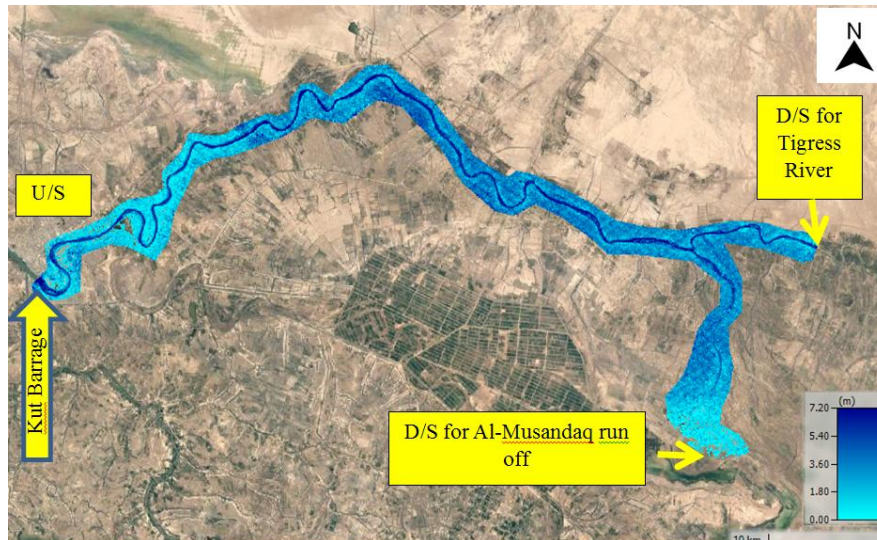 N
D/S for
Tigress
River
U/S
Kut Barrage
D/S for Al-Musandaq run
off
(m)
7.20
5.40
3.60
1.80
0.00
10 km